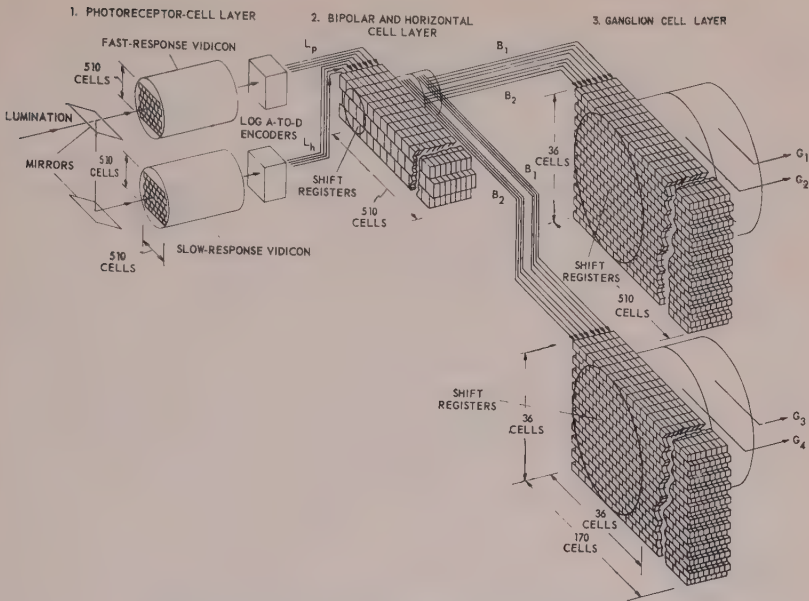 1. PHOTORECEPTOR-CELL LAYER
2. BIPOLAR AND HORIZONTAL
CELL LAYER
3. GANGLION CELL LAYER
FAST-RESPONSE VIDICON
510
CELLS
LUMINATION
MIRRORS
510
CELLS
LOG A-TO-D
ENCODERS
Lp
Lh
SHIFT
REGISTERS
510
CELLS
510
CELLS
SLOW-RESPONSE VIDICON
B1
B2
B1
B2
36
CELLS
SHIFT
REGISTERS
510
CELLS
G1
G2
SHIFT
REGISTERS
36
CELLS
36
CELLS
170
CELLS
G3
G4